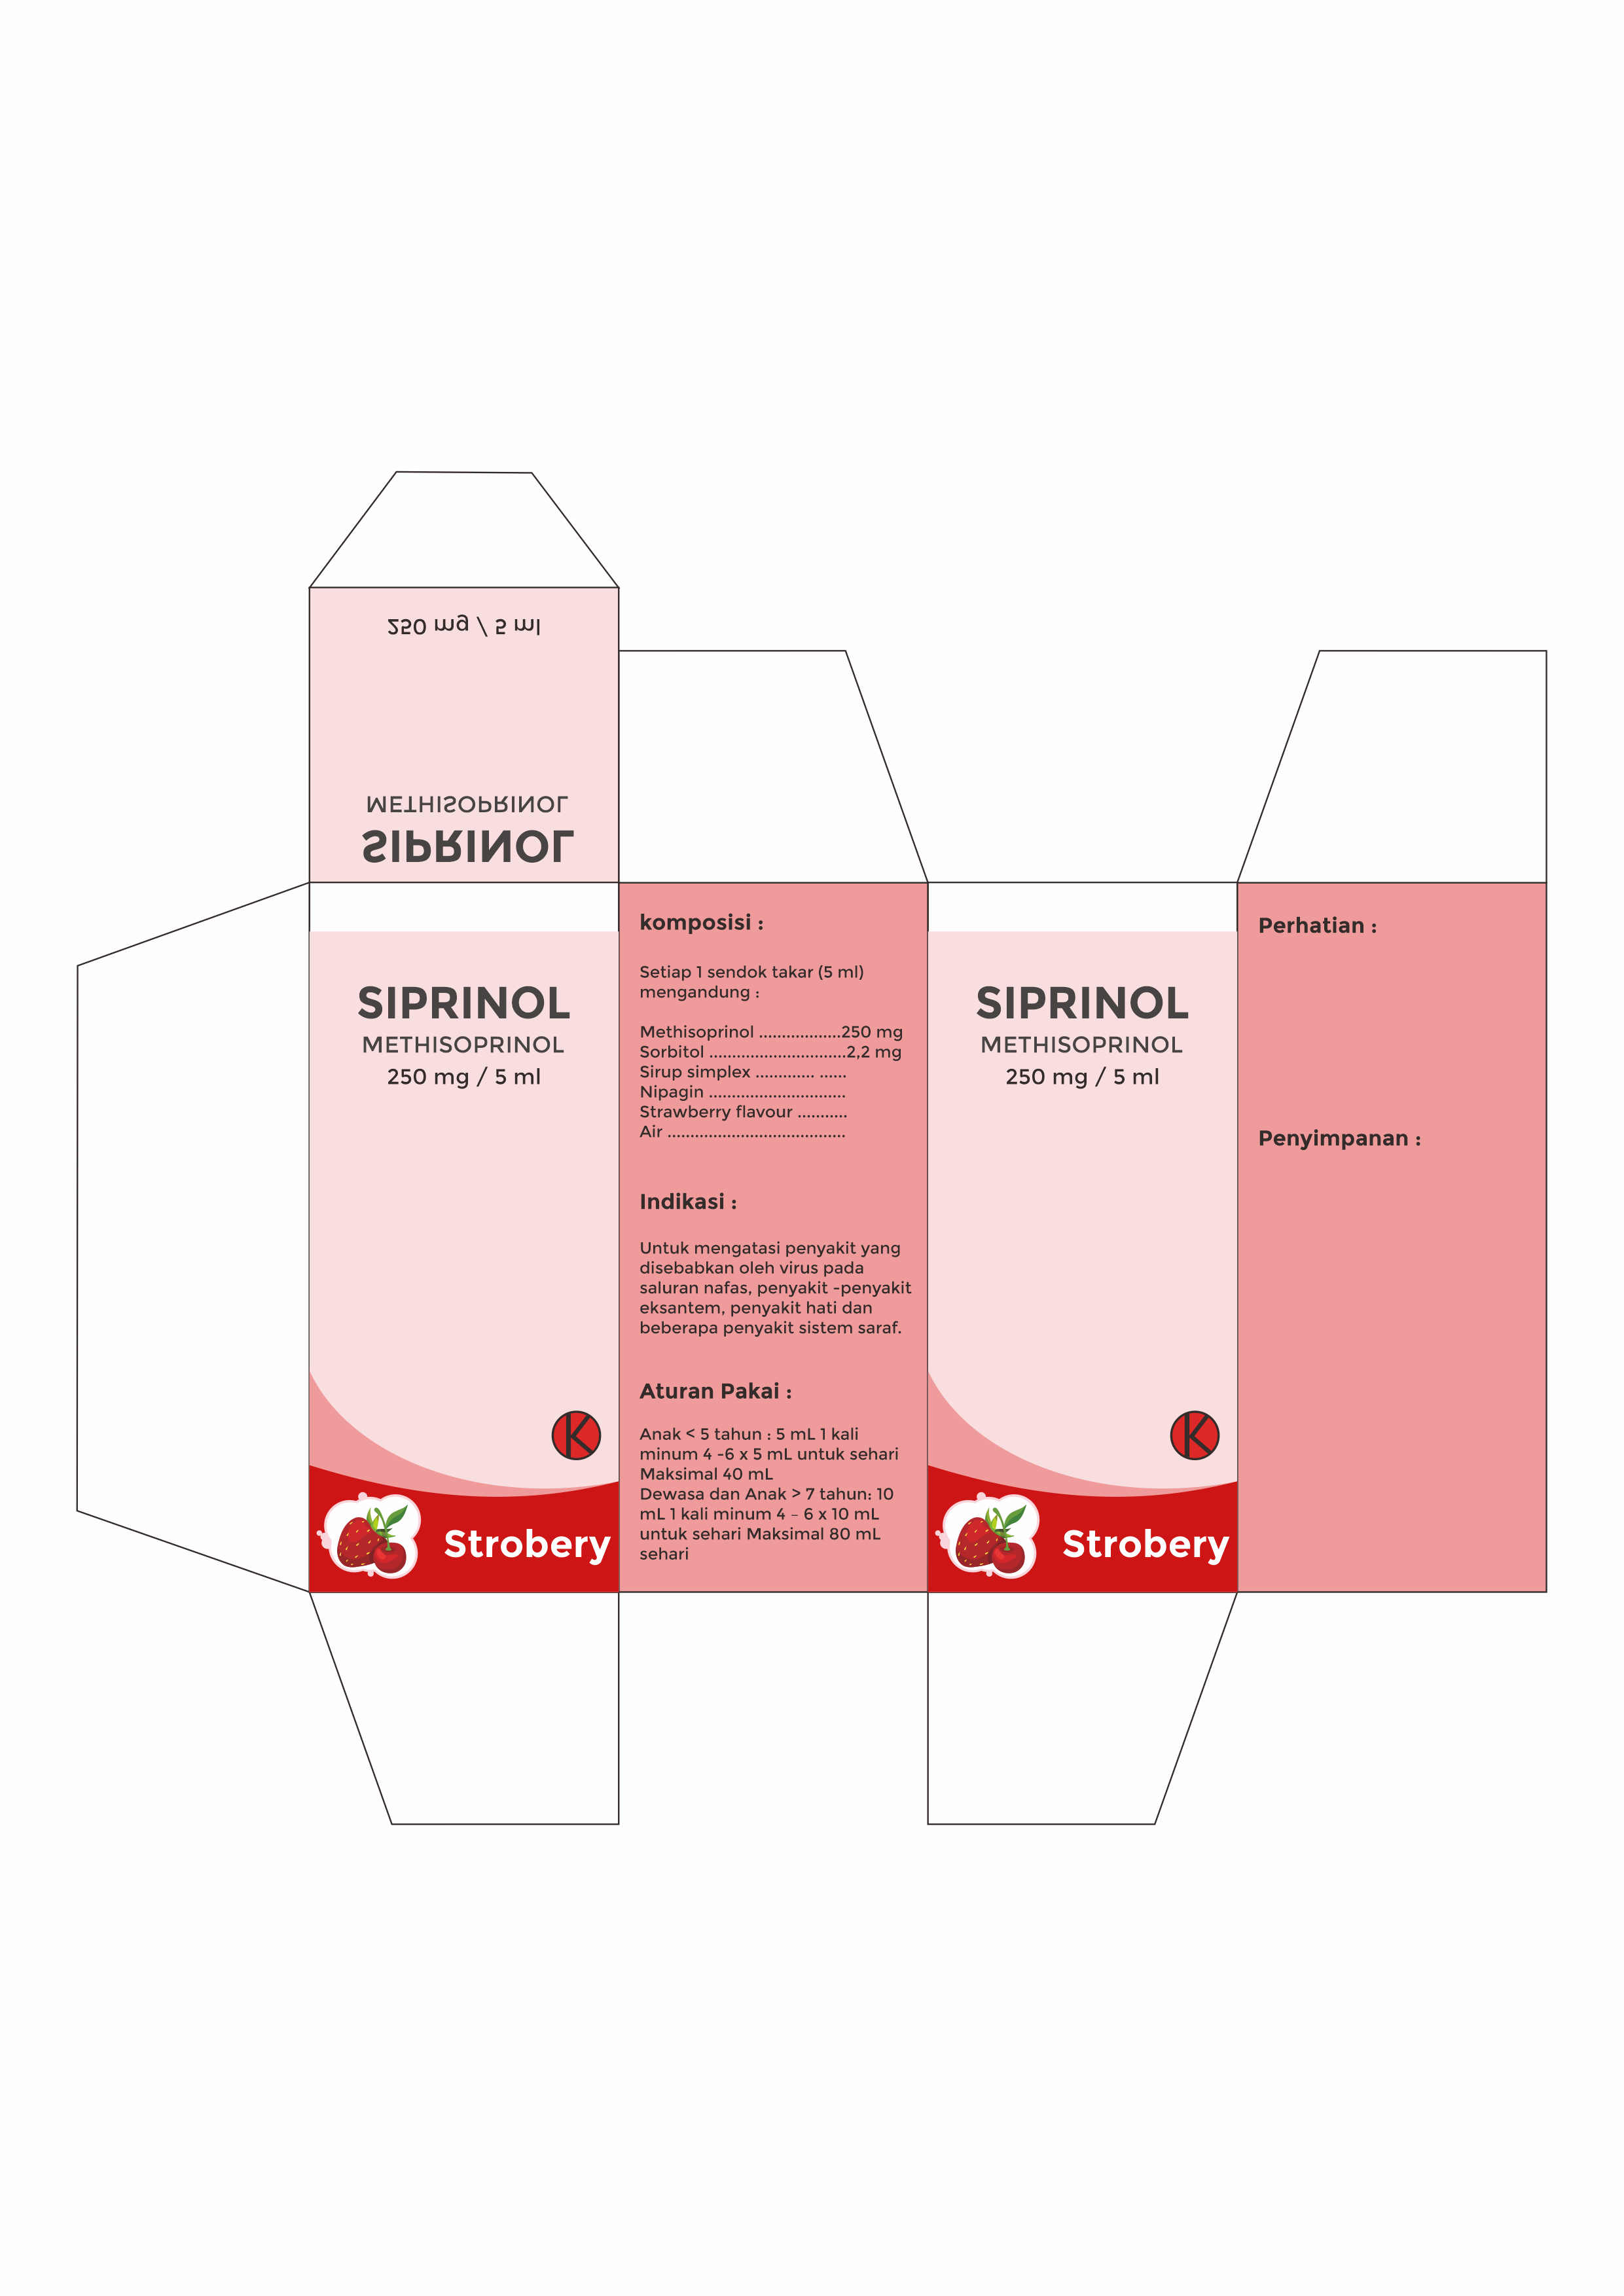 250 mg / 5 ml
METHISOPRINOL
SIPRINOL
SIPRINOL
METHISOPRINOL
250 mg / 5 ml
K
Strobery
komposisi :
Setiap 1 sendok takar (5 ml)
mengandung :
Methisoprinol ..................250 mg
Sorbitol ..............................2,2 mg
Sirup simplex ............. ......
Nipagin ..............................
Strawberry flavour ...........
Air .......................................
Indikasi :
Untuk mengatasi penyakit yang
disebabkan oleh virus pada
saluran nafas, penyakit -penyakit
eksantem, penyakit hati dan
beberapa penyakit sistem saraf.
Aturan Pakai :
Anak < 5 tahun : 5 mL 1 kali
minum 4 -6 x 5 mL untuk sehari
Maksimal 40 mL
Dewasa dan Anak > 7 tahun: 10
mL 1 kali minum 4 – 6 x 10 mL
untuk sehari Maksimal 80 mL
sehari
SIPRINOL
METHISOPRINOL
250 mg / 5 ml
K
Strobery
Perhatian :
Penyimpanan :